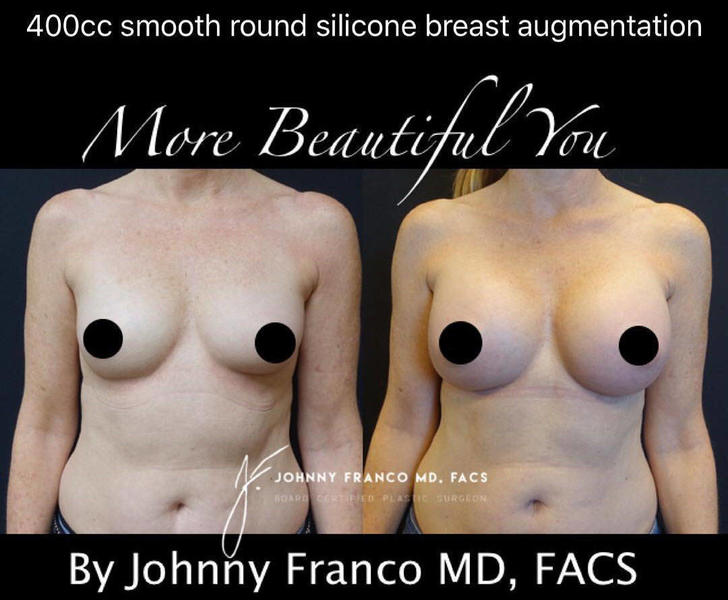 400cc smooth round silicone breast augmentation
More Beautiful You
JOHNNY FRANCO MD, FACS
BOARD CERTIFIED PLASTIC SURGEON
By Johnny Franco MD, FACS